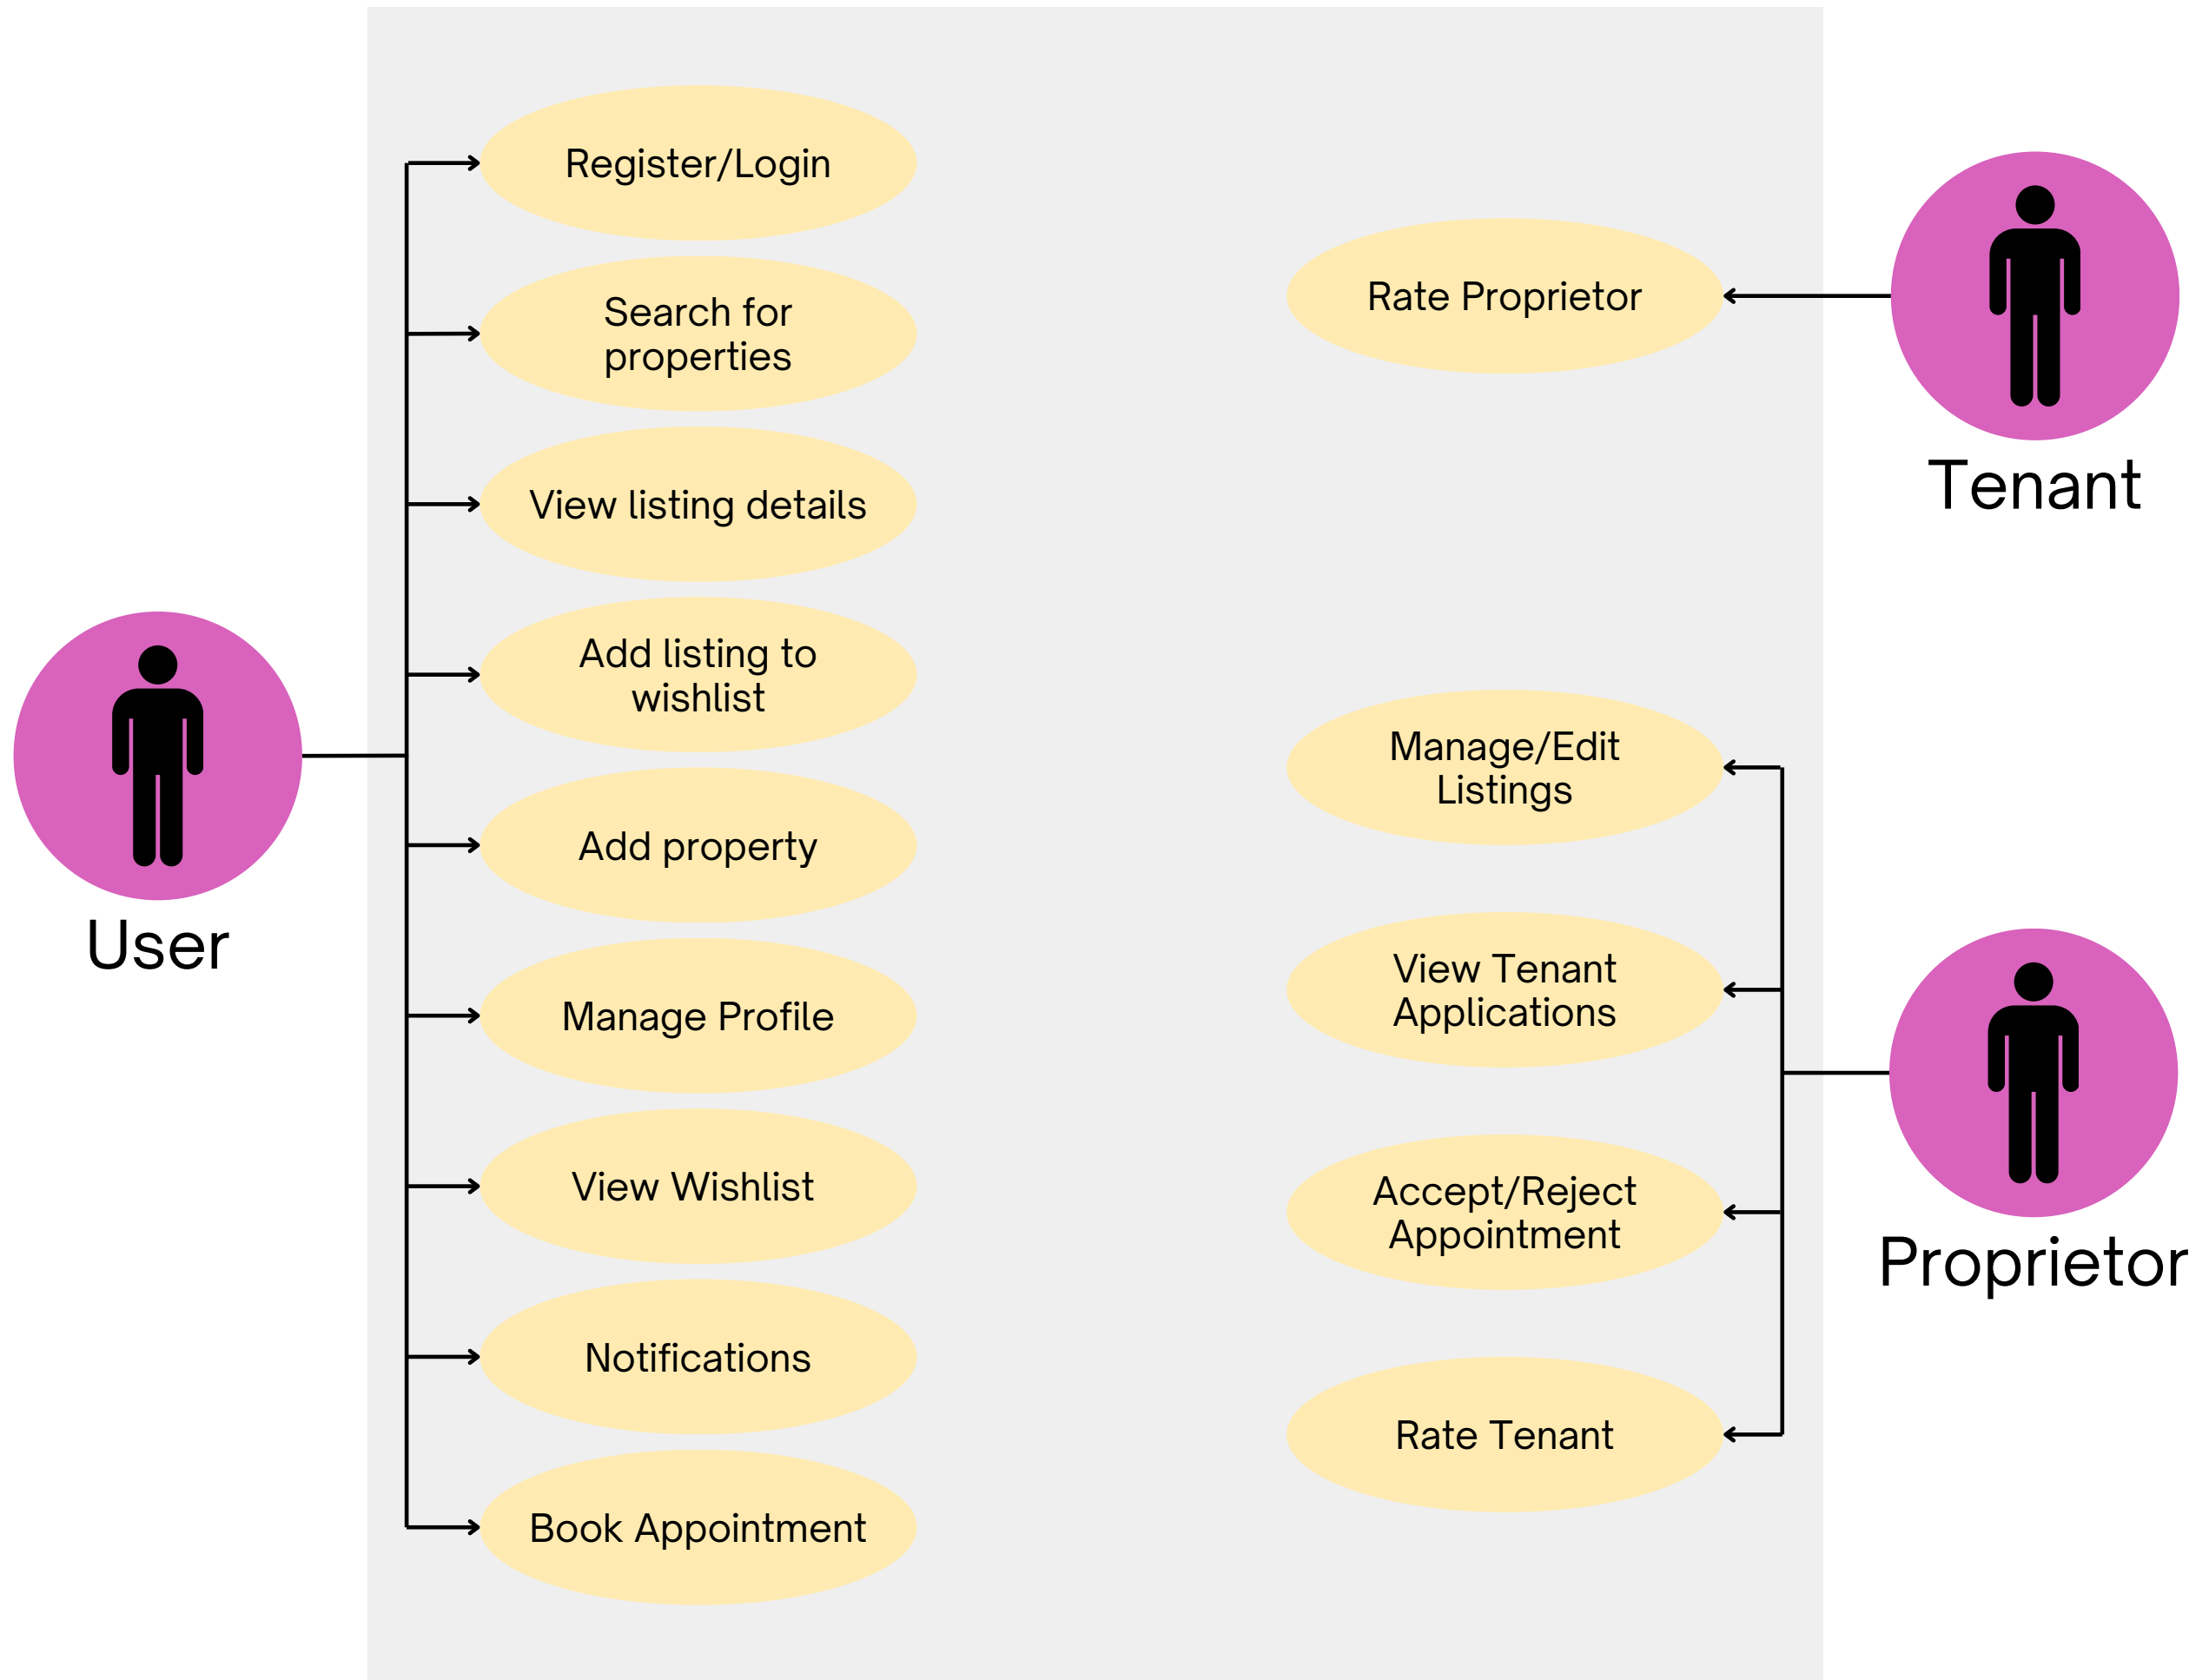 Register/Login
Search for
properties
View listing details
Add listing to
wishlist
Add property
Manage Profile
View Wishlist
Notifications
Book Appointment
User
Rate Proprietor
Tenant
Manage/Edit
Listings
View Tenant
Applications
Accept/Reject
Appointment
Rate Tenant
Proprietor